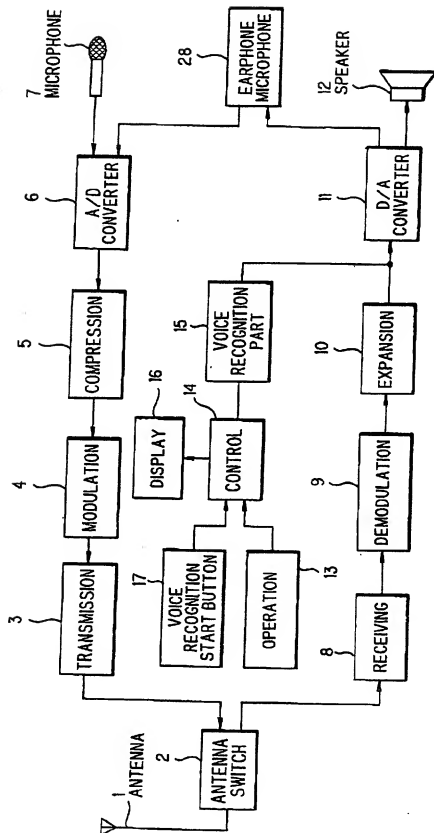 7
MICROPHONE
28
EARPHONE
MICROPHONE
12
SPEAKER
6
A/D
CONVERTER
11
D/A
CONVERTER
5
COMPRESSION
15
VOICE
RECOGNITION
PART
10
EXPANSION
16
DISPLAY
14
CONTROL
4
MODULATION
9
DEMODULATION
17
VOICE
RECOGNITION
START BUTTON
13
OPERATION
3
TRANSMISSION
8
RECEIVING
2
ANTENNA
SWITCH
1
ANTENNA